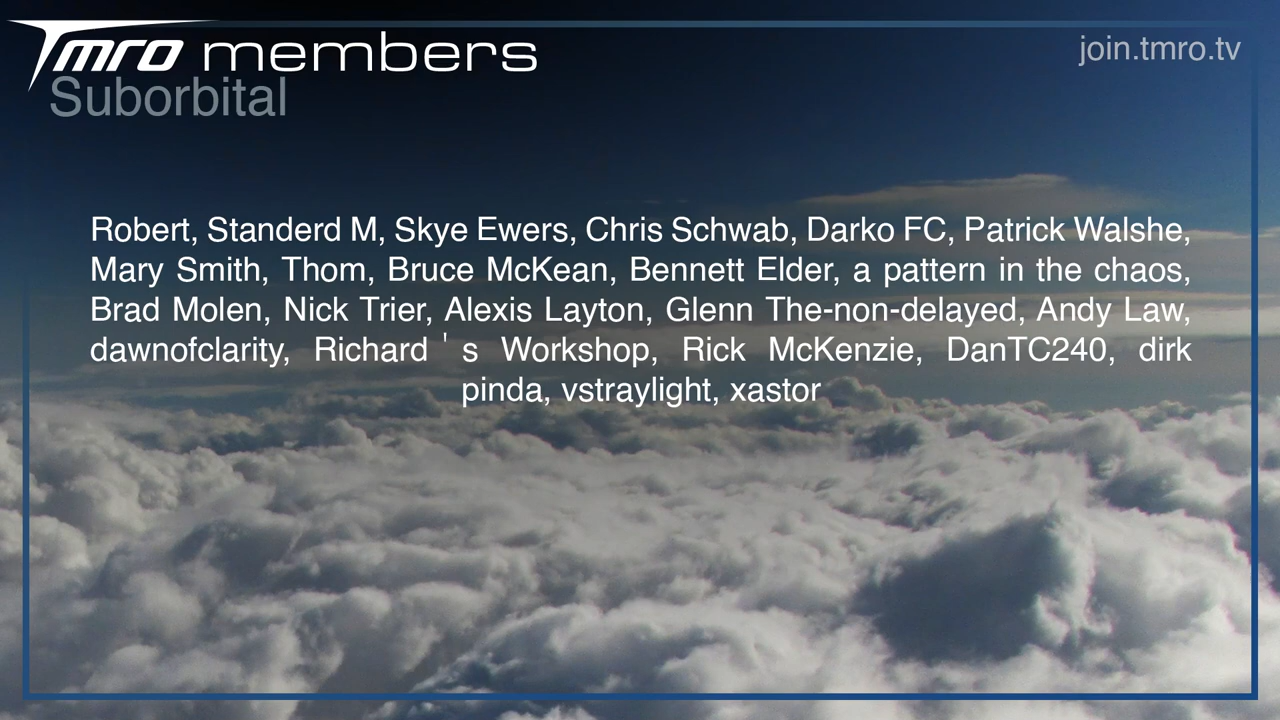 Tmro members
join.tmro.tv
Suborbital
Robert, Standerd M, Skye Ewers, Chris Schwab, Darko FC, Patrick Walshe,
Mary Smith, Thom, Bruce McKean, Bennett Elder, a pattern in the chaos,
Brad Molen, Nick Trier, Alexis Layton, Glenn The-non-delayed, Andy Law,
dawnofclarity, Richard ' s Workshop, Rick McKenzie, DanTC240, dirk
pinda, vstraylight, xastor